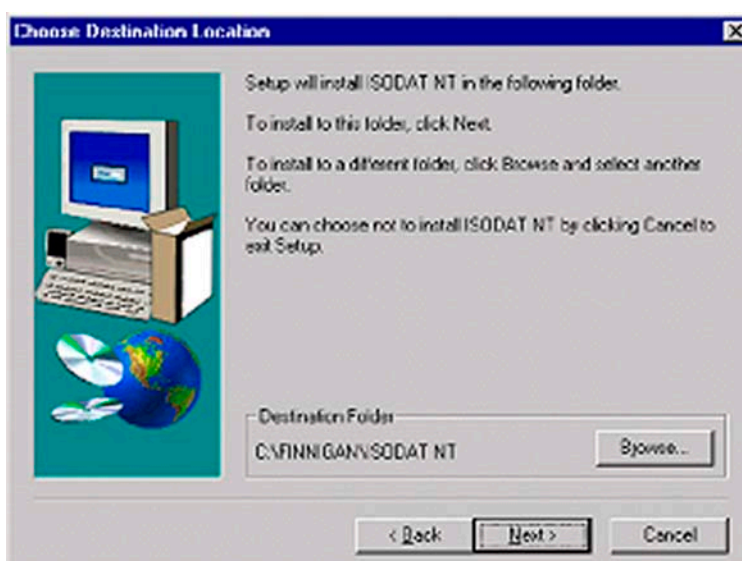 Choose Destination Location
Setup will install ISODAT NT in the following folder.
To install to this folder, click Next.
To install to a different folder, click Browse and select another
folder.
You can choose not to install ISODAT NT by clicking Cancel to
exit Setup.
Destination Folder
C:\FINNIGAN\ISODAT NT
Browse...
< Back
Next >
Cancel